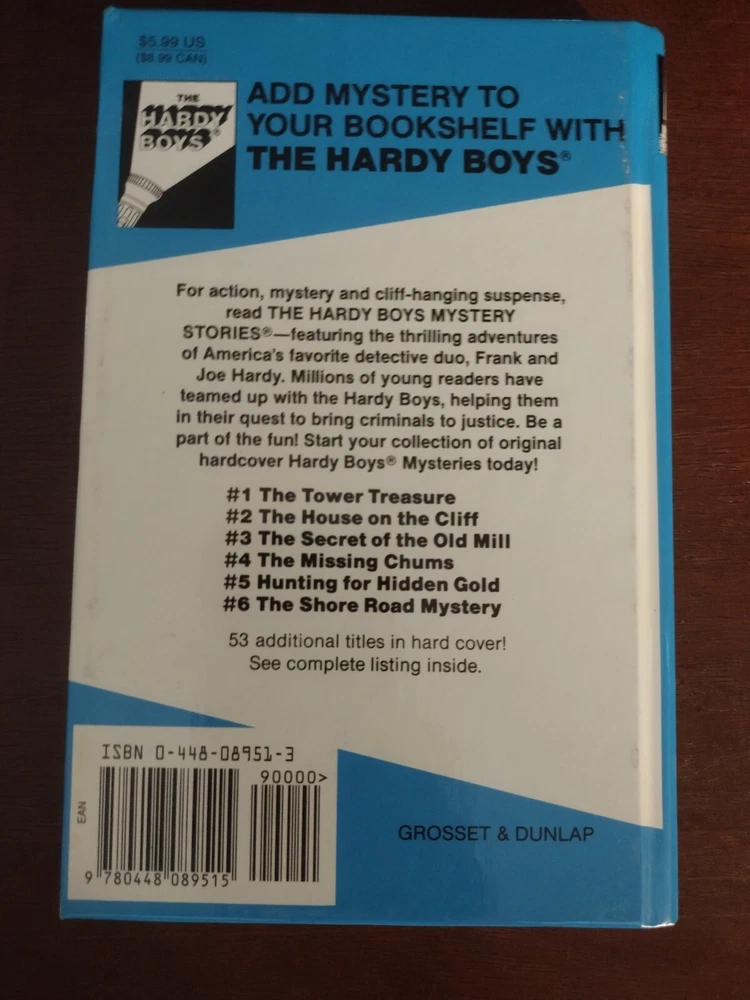 $5.99 US
($8.99 CAN)
THE
HARDY
BOYS®
ADD MYSTERY TO
YOUR BOOKSHELF WITH
THE HARDY BOYS®
For action, mystery and cliff-hanging suspense,
read THE HARDY BOYS MYSTERY
STORIES®—featuring the thrilling adventures
of America's favorite detective duo, Frank and
Joe Hardy. Millions of young readers have
teamed up with the Hardy Boys, helping them
in their quest to bring criminals to justice. Be a
part of the fun! Start your collection of original
hardcover Hardy Boys® Mysteries today!
#1 The Tower Treasure
#2 The House on the Cliff
#3 The Secret of the Old Mill
#4 The Missing Chums
#5 Hunting for Hidden Gold
#6 The Shore Road Mystery
53 additional titles in hard cover!
See complete listing inside.
ISBN 0-448-08951-3
90000>
EAN
9 780448 089515
GROSSET & DUNLAP